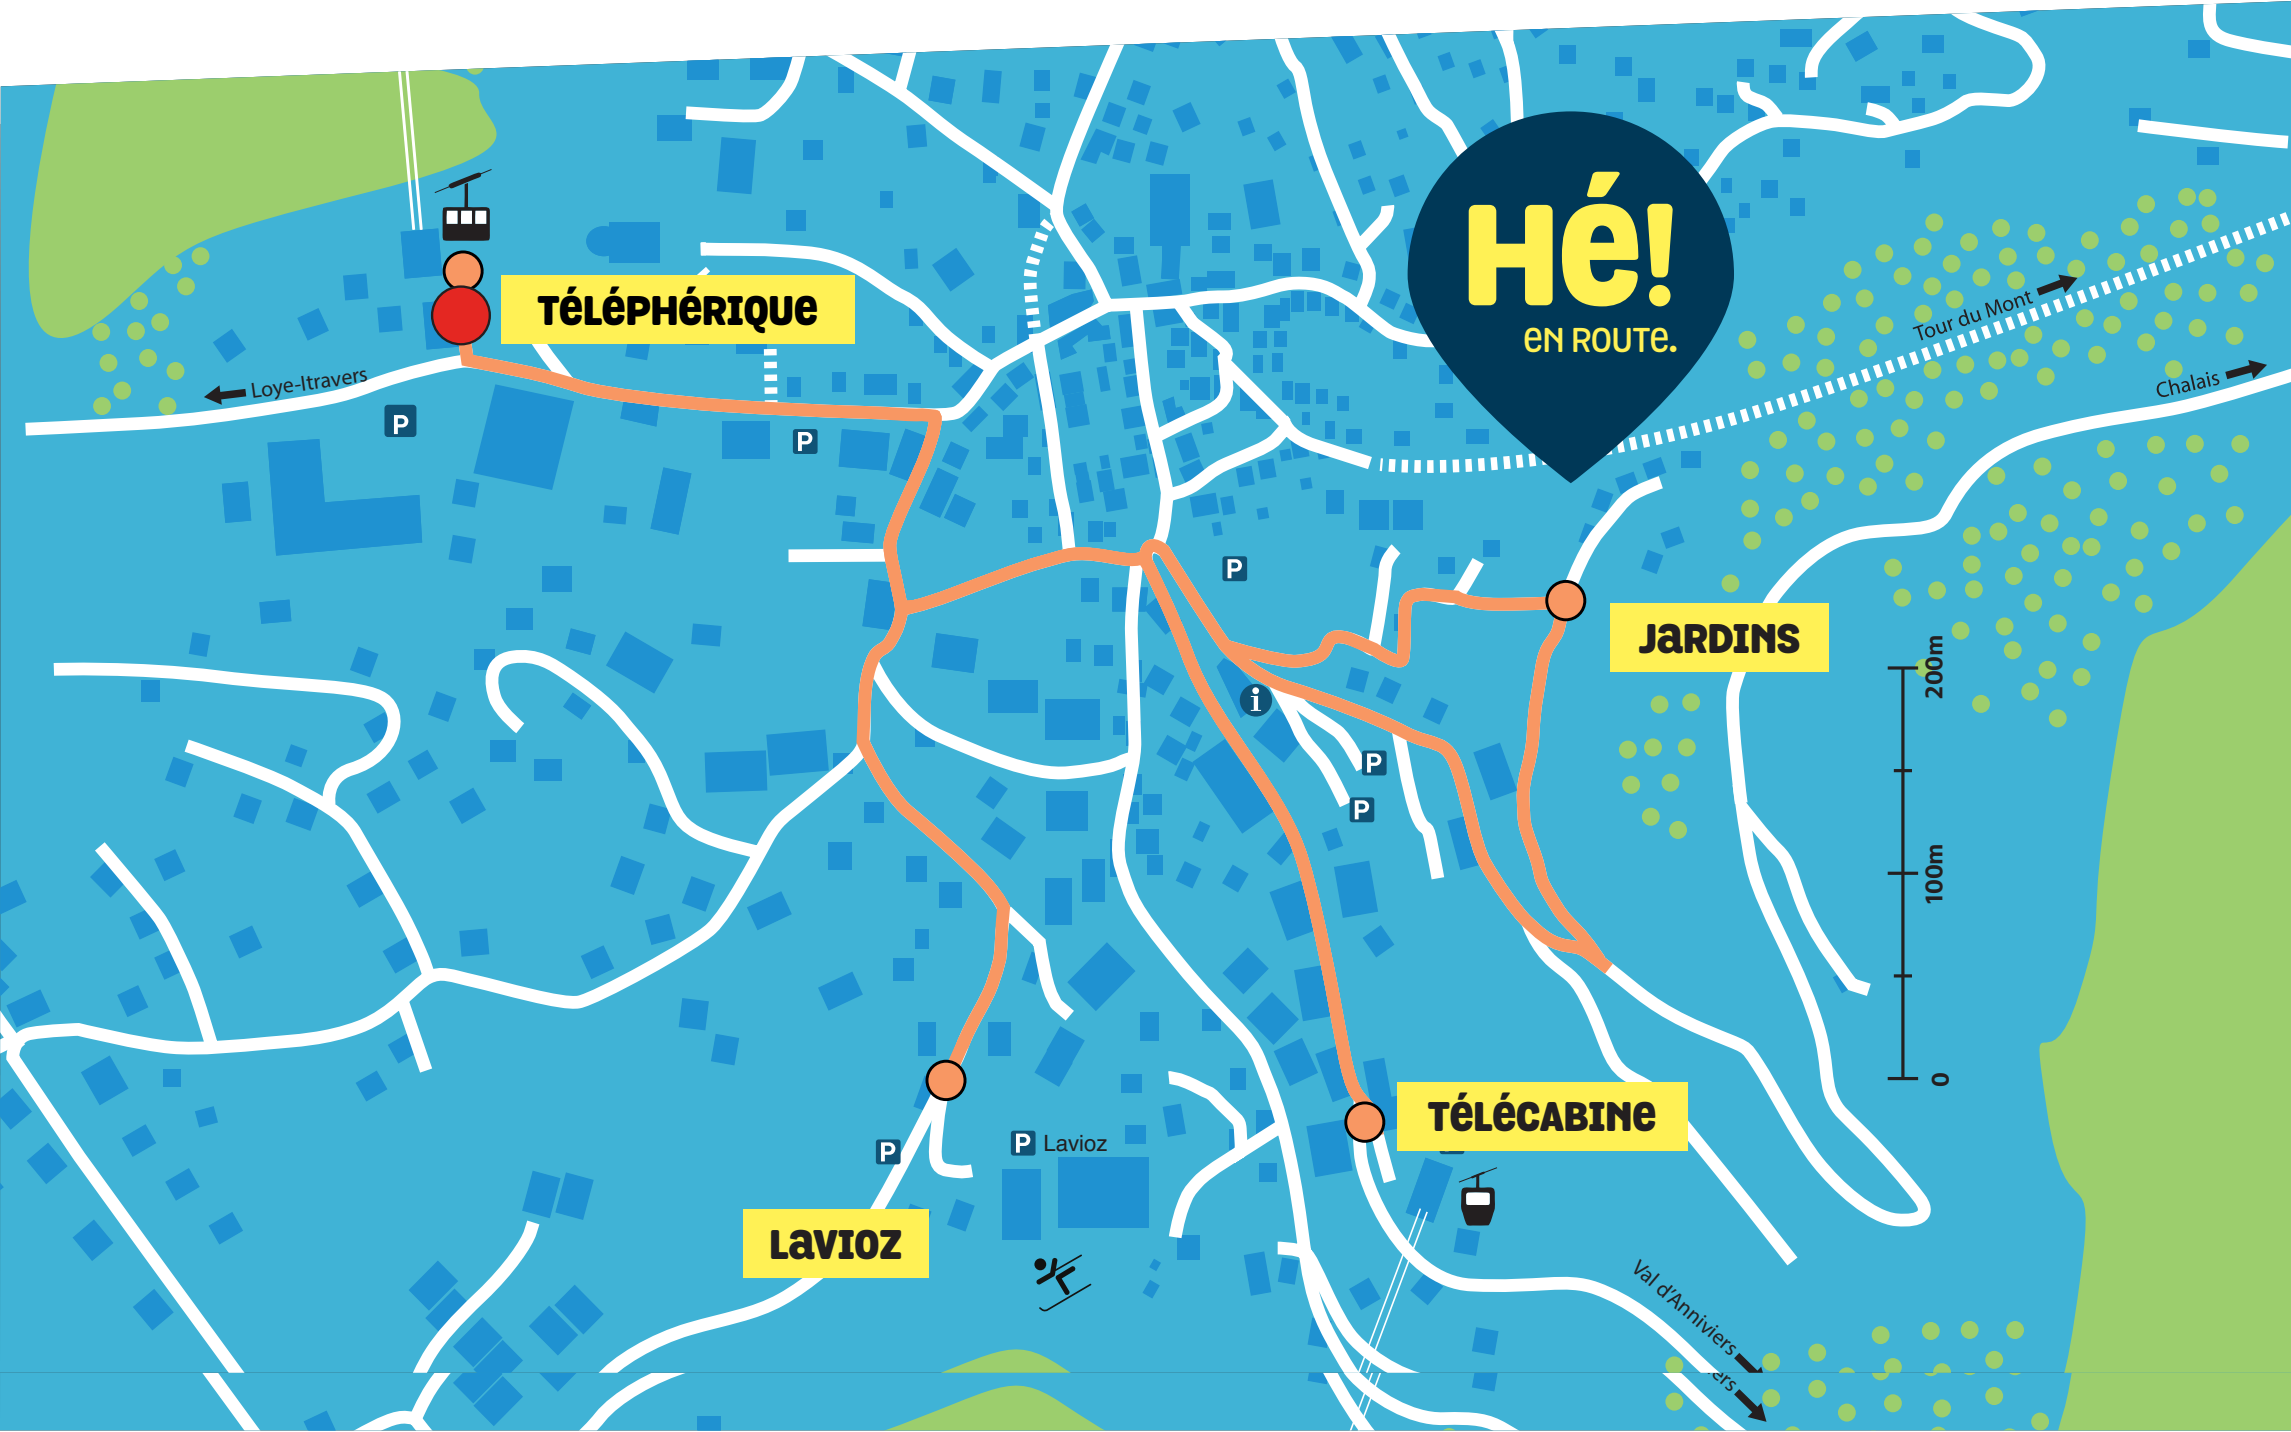 Hé!
EN ROUTE.
TéLéPHéRIQUe
Tour du Mont
Loye-Itravers
Chalais
P
P
P
JaRDINS
200m
i
P
P
100m
0
TéLéCABINe
P
P Lavioz
LaVIOZ
Val d'Anniviers
iers